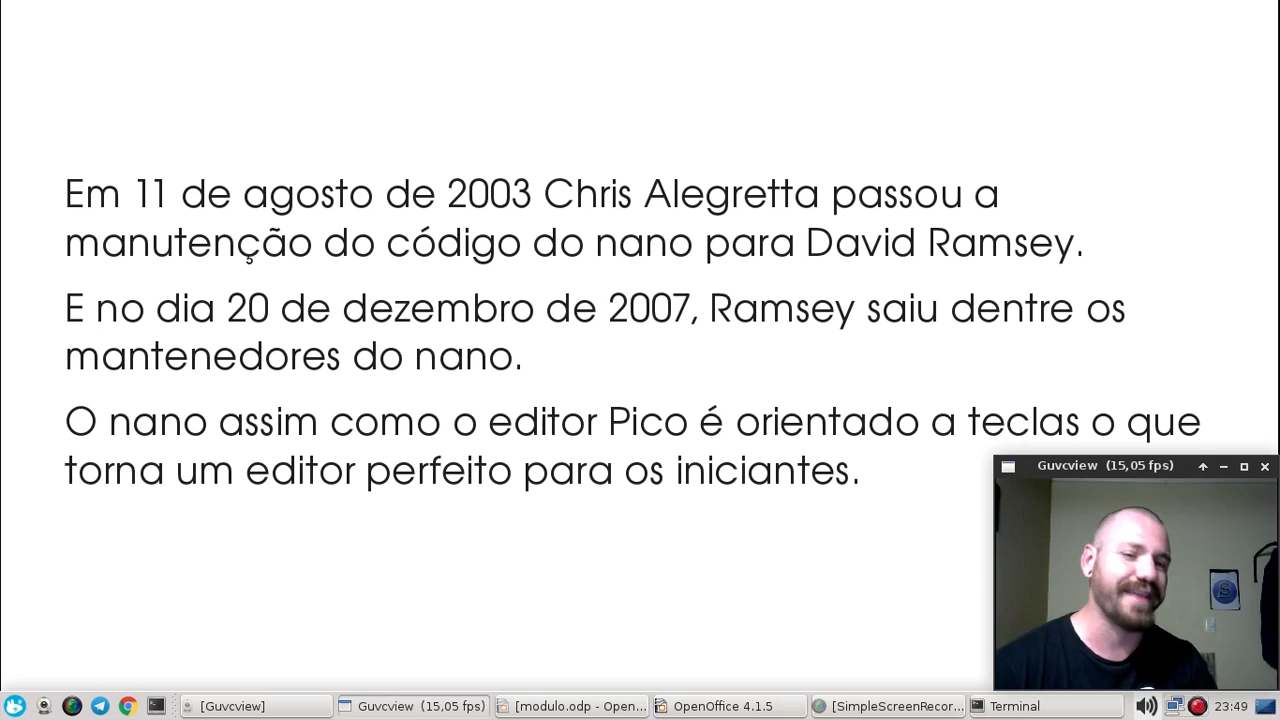 Em 11 de agosto de 2003 Chris Alegretta passou a
manutenção do código do nano para David Ramsey.
E no dia 20 de dezembro de 2007, Ramsey saiu dentre os
mantenedores do nano.
O nano assim como o editor Pico é orientado a teclas o que
torna um editor perfeito para os iniciantes.
Guvcview (15,05 fps)
[Guvcview]
Guvcview (15,05 f
[modulo.odp - Open...
OpenOffice 4.1.5
[SimpleScreenRecor...
Terminal
23:49